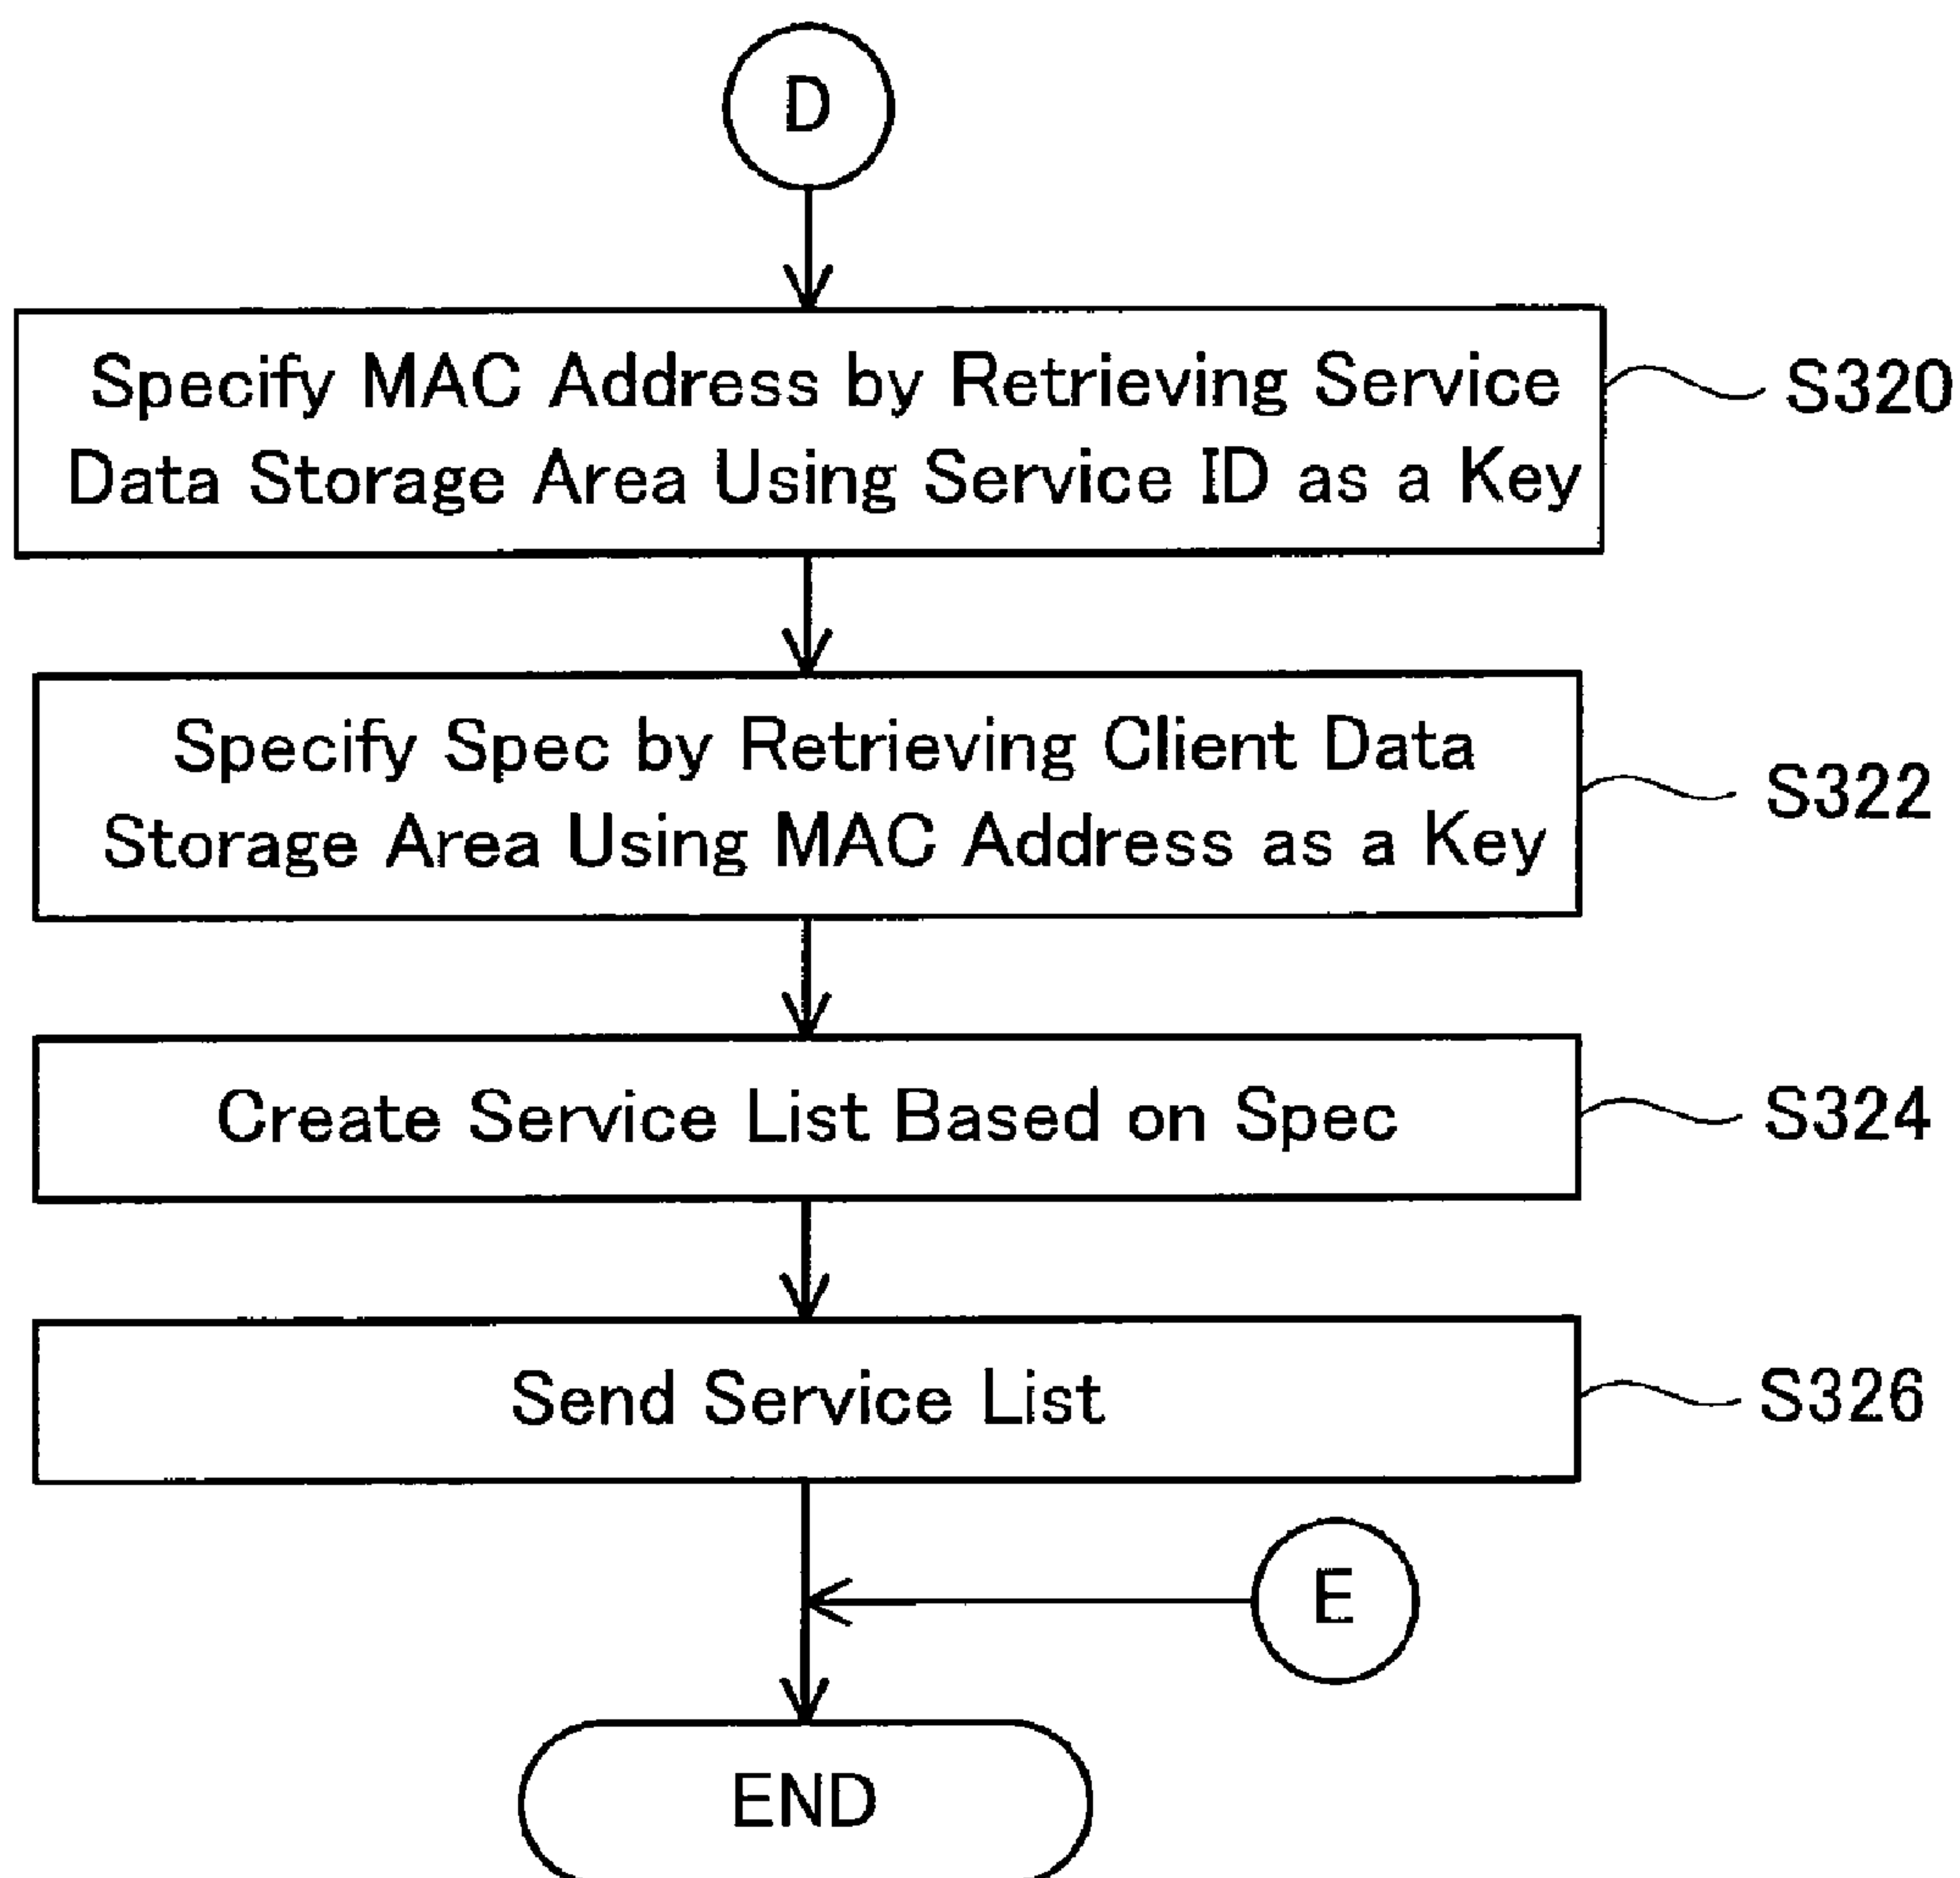 D
Specify MAC Address by Retrieving Service
Data Storage Area Using Service ID as a Key
S320
Specify Spec by Retrieving Client Data
Storage Area Using MAC Address as a Key
S322
Create Service List Based on Spec
S324
Send Service List
S326
E
END